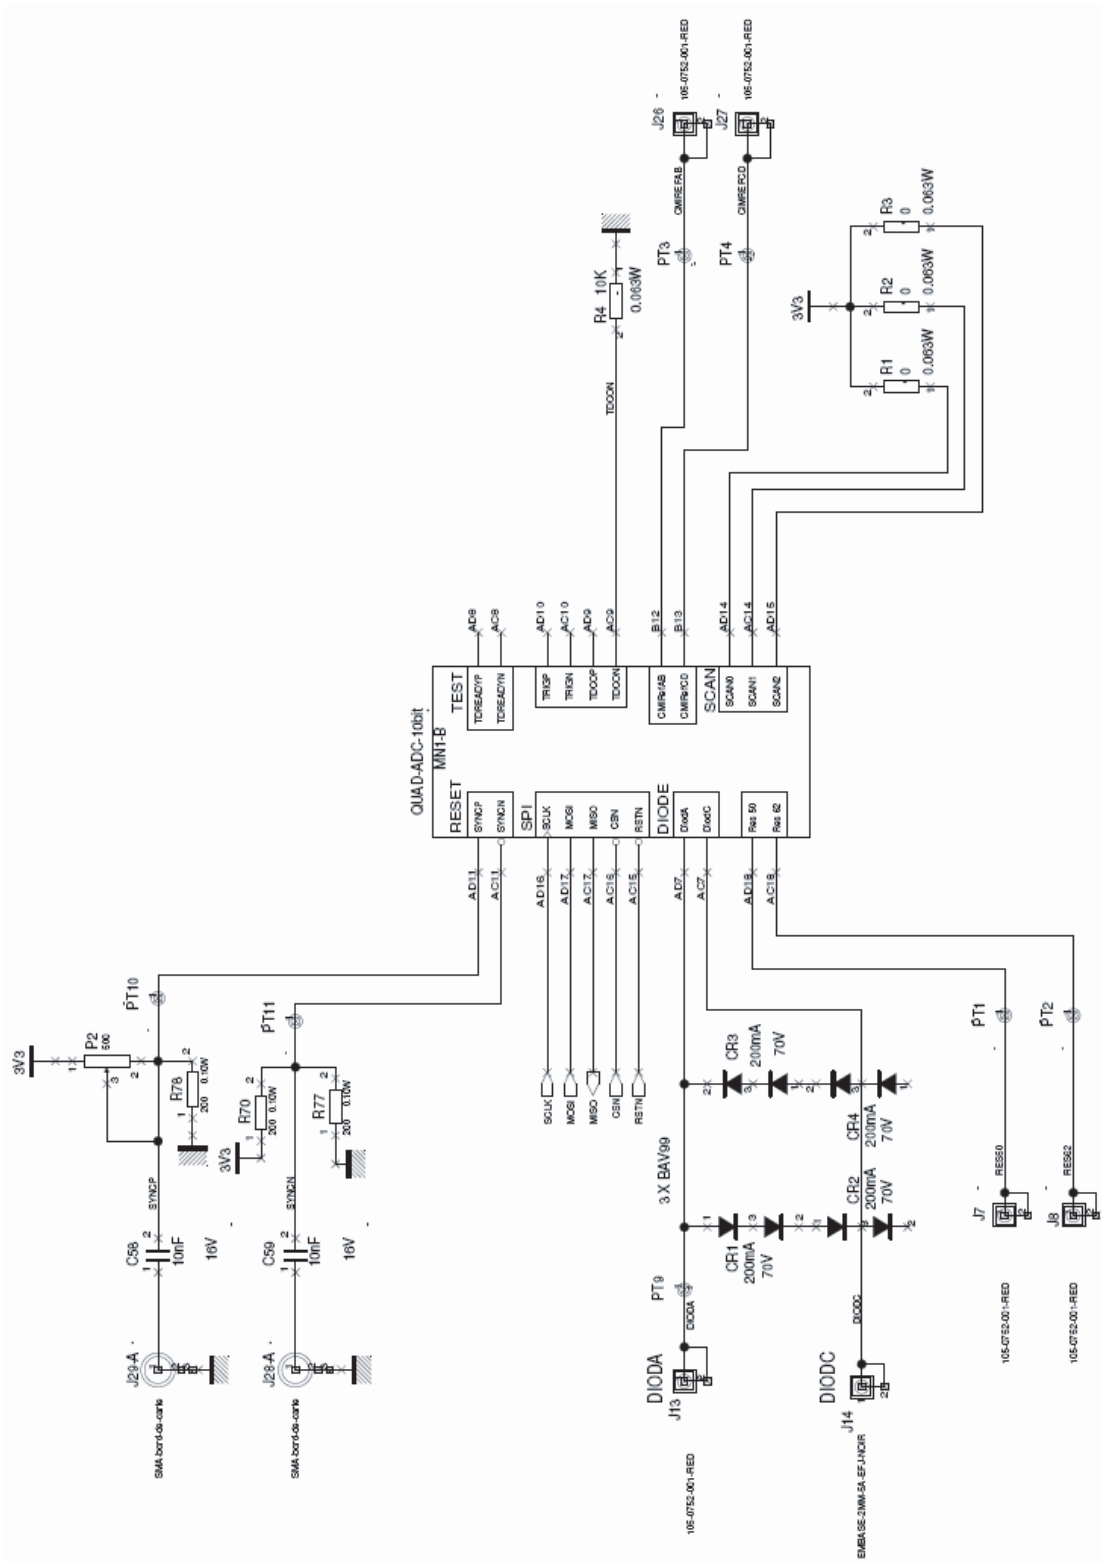 3V3
P2
500
PT10
R78
200 0.10W
SYNCP
C58
10nF
16V
J29-A
SMA-bord-de-carte
3V3
R70
200 0.10W
PT11
R77
200 0.10W
SYNCN
C59
10nF
16V
J28-A
SMA-bord-de-carte
QUAD-ADC-10bit
MN1-B
RESET
SYNCP
SYNCN
AD11
AC11
SPI
SCLK
MOSI
MISO
CSN
RSTN
AD16
AD17
AC17
AC16
AC15
SCLK
MOSI
MISO
CSN
RSTN
DIODE
DiodA
DiodC
AD7
AC7
Res 50
Res 62
AD18
AC18
TEST
TDREADYP
TDREADYN
AD8
AC8
TRIGP
TRIGN
TDCOP
TDCON
AD10
AC10
AD9
AC9
CMIRefAB
CMIRefCD
B12
B13
SCAN
SCAN0
SCAN1
SCAN2
AD14
AC14
AD15
TDCON
R4 10K
0.063W
PT3
CMIREFAB
J26
105-0752-001-RED
PT4
CIMREFCD
J27
105-0752-001-RED
3V3
R1
0
0.063W
R2
0
0.063W
R3
0
0.063W
3 X BAV99
CR3
200mA
70V
CR4
200mA
70V
CR1
200mA
70V
CR2
200mA
70V
PT9
DIODA
DIODA
J13
105-0752-001-RED
DIODC
DIODC
J14
EMBASE-2MM-5A-EFJ-NOIR
PT1
RES50
J7
105-0752-001-RED
PT2
RES62
J8
105-0752-001-RED